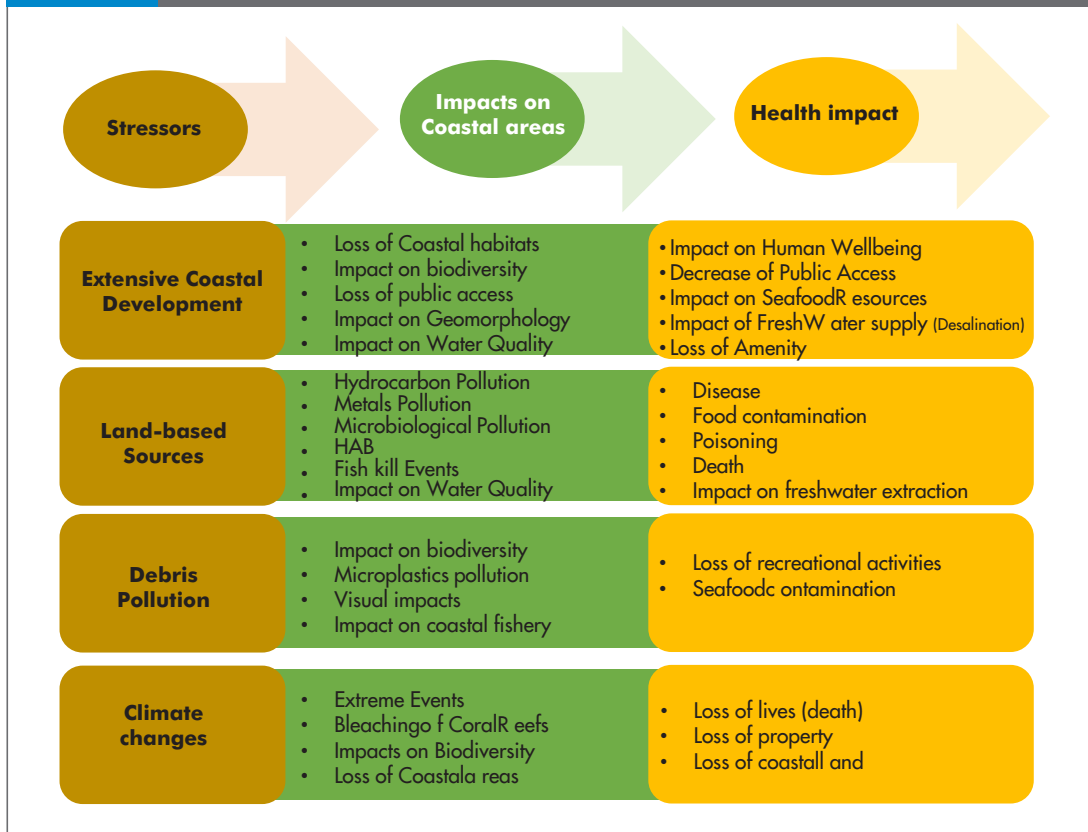 Stressors
Impacts on
Coastal areas
Health impact
Extensive Coastal
Development
• Loss of Coastal habitats
• Impact on biodiversity
• Loss of public access
• Impact on Geomorphology
• Impact on Water Quality
• Impact on Human Wellbeing
• Decrease of Public Access
• Impact on SeafoodR esources
• Impact of FreshW ater supply (Desalination)
• Loss of Amenity
Land-based
Sources
• Hydrocarbon Pollution
• Metals Pollution
• Microbiological Pollution
• HAB
• Fish kill Events
• Impact on Water Quality
• Disease
• Food contamination
• Poisoning
• Death
• Impact on freshwater extraction
Debris
Pollution
• Impact on biodiversity
• Microplastics pollution
• Visual impacts
• Impact on coastal fishery
• Loss of recreational activities
• Seafoodc ontamination
Climate
changes
• Extreme Events
• Bleachingo f CoralR eefs
• Impacts on Biodiversity
• Loss of Coastala reas
• Loss of lives (death)
• Loss of property
• Loss of coastall and